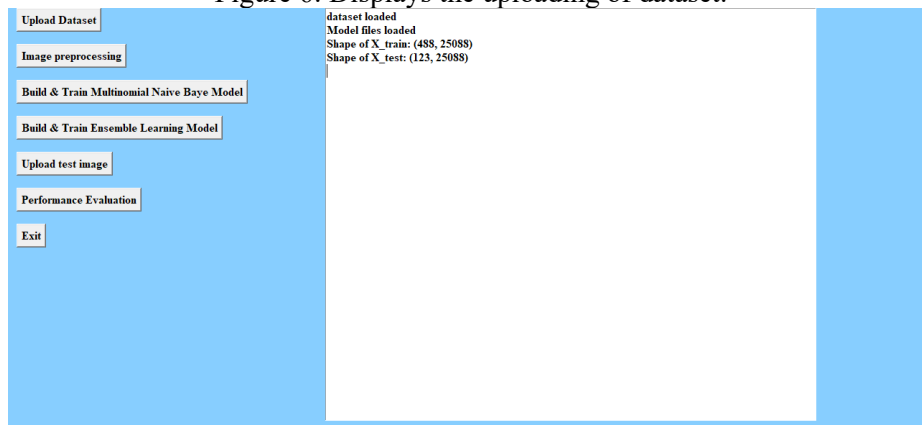 Figure 6: Displays the uploading of dataset.
Upload Dataset
Image preprocessing
Build & Train Multinomial Naive Baye Model
Build & Train Ensemble Learning Model
Upload test image
Performance Evaluation
Exit
dataset loaded
Model files loaded
Shape of X_train: (488, 25088)
Shape of X_test: (123, 25088)